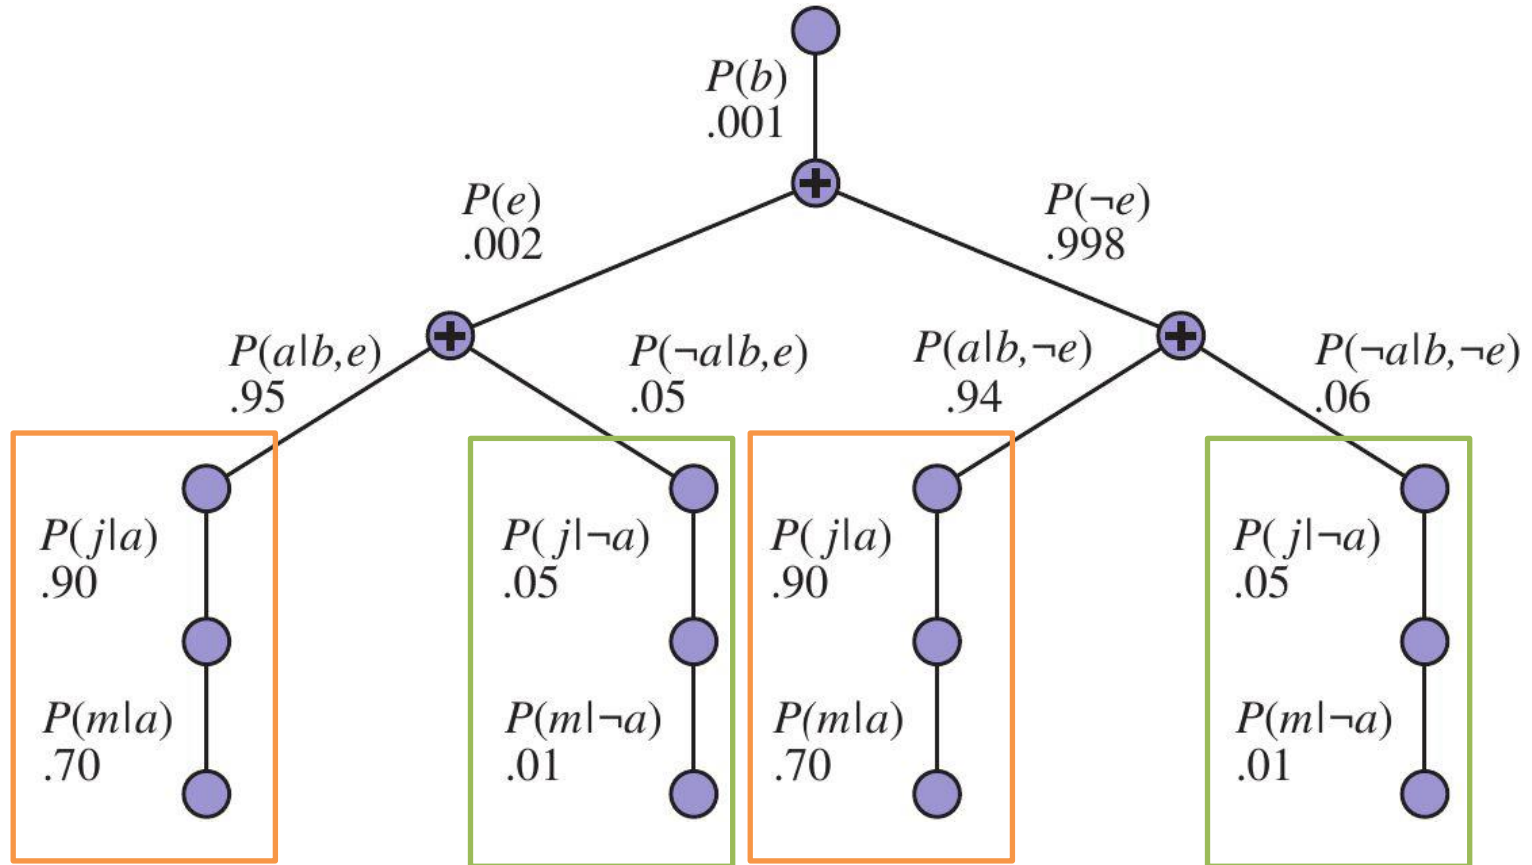 P(b)
.001
P(e)
.002
P(¬e)
.998
P(a|b,e)
.95
P(¬a|b,e)
.05
P(a|b,¬e)
.94
P(¬a|b,¬e)
.06
P(j|a)
.90
P(j|¬a)
.05
P(j|a)
.90
P(j|¬a)
.05
P(m|a)
.70
P(m|¬a)
.01
P(m|a)
.70
P(m|¬a)
.01